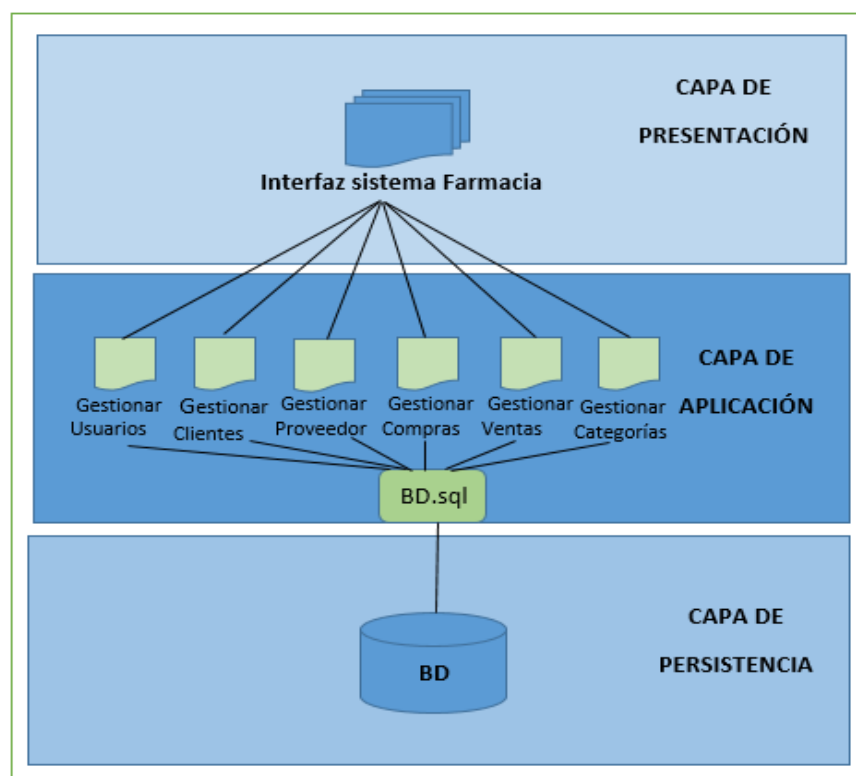 CAPA DE
PRESENTACIÓN
Interfaz sistema Farmacia
Gestionar
Usuarios
Gestionar
Clientes
Gestionar
Proveedor
Gestionar
Compras
Gestionar
Ventas
Gestionar
Categorías
CAPA DE
APLICACIÓN
BD.sql
CAPA DE
PERSISTENCIA
BD